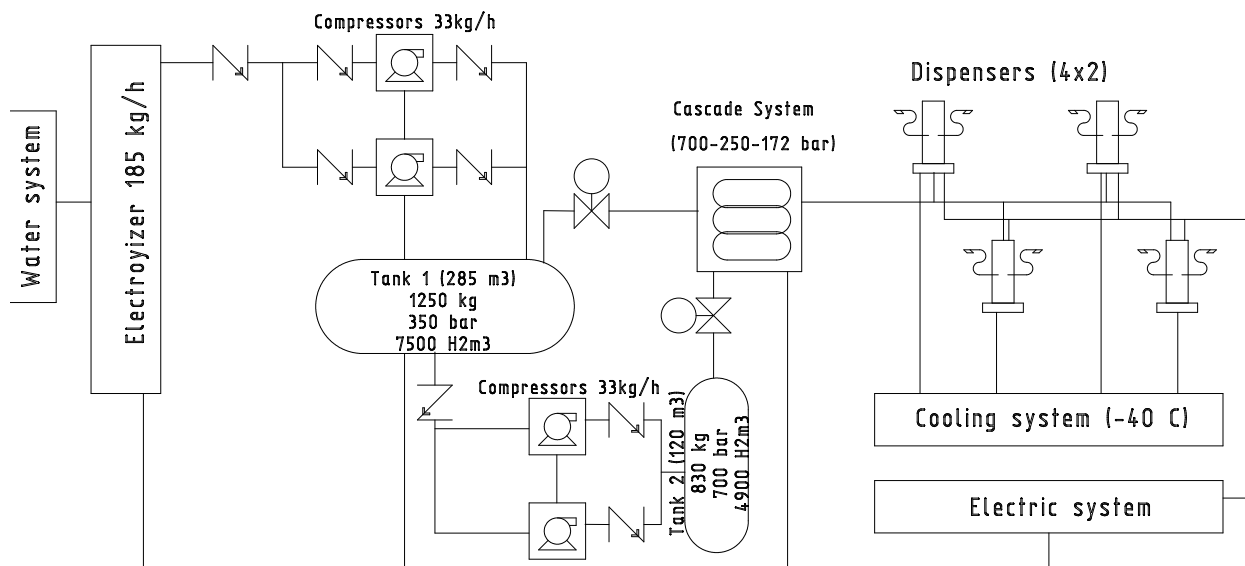 Compressors 33kg/h
Water system
Electroyizer 185 kg/h
Dispensers (4x2)
Cascade System
(700-250-172 bar)
Tank 1 (285 m3)
1250 kg
350 bar
7500 H2m3
Compressors 33kg/h
Tank 2 (120 m3)
830 kg
700 bar
4900 H2m3
Cooling system (-40 C)
Electric system